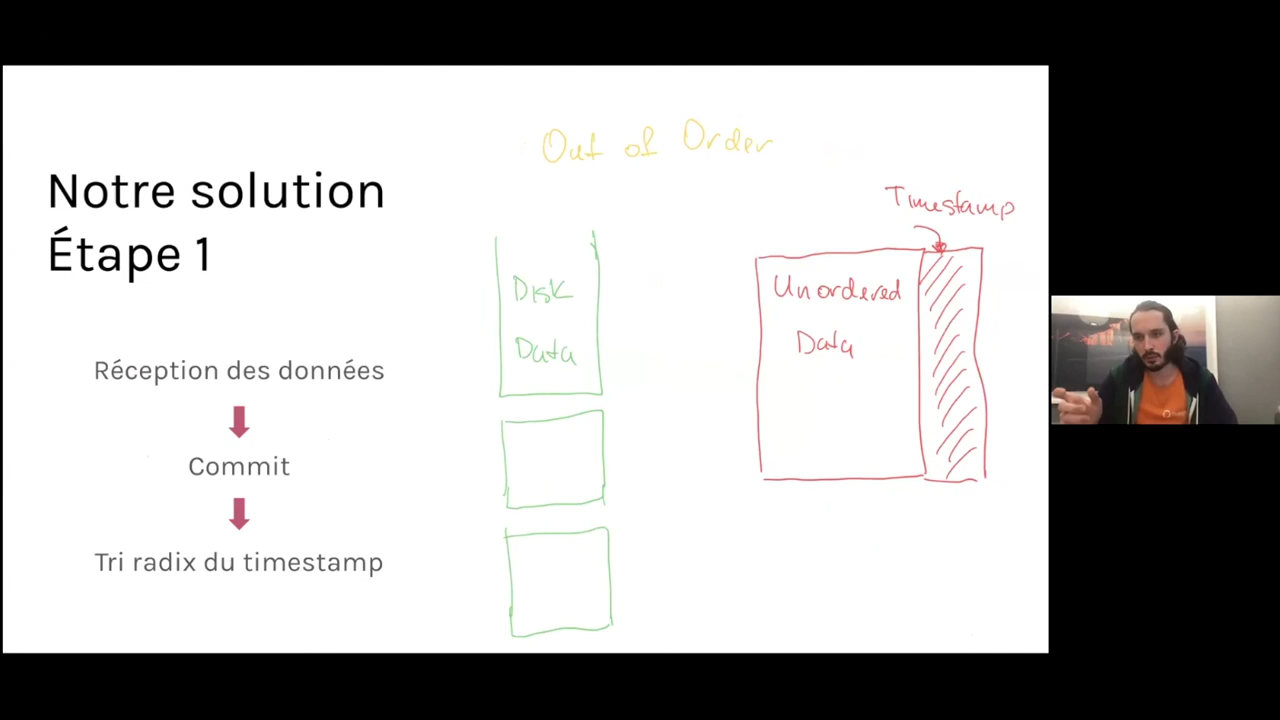 Out of Order
Notre solution
Étape 1
Réception des données
Commit
Tri radix du timestamp
Disk
Data
Timestamp
Unordered
Data